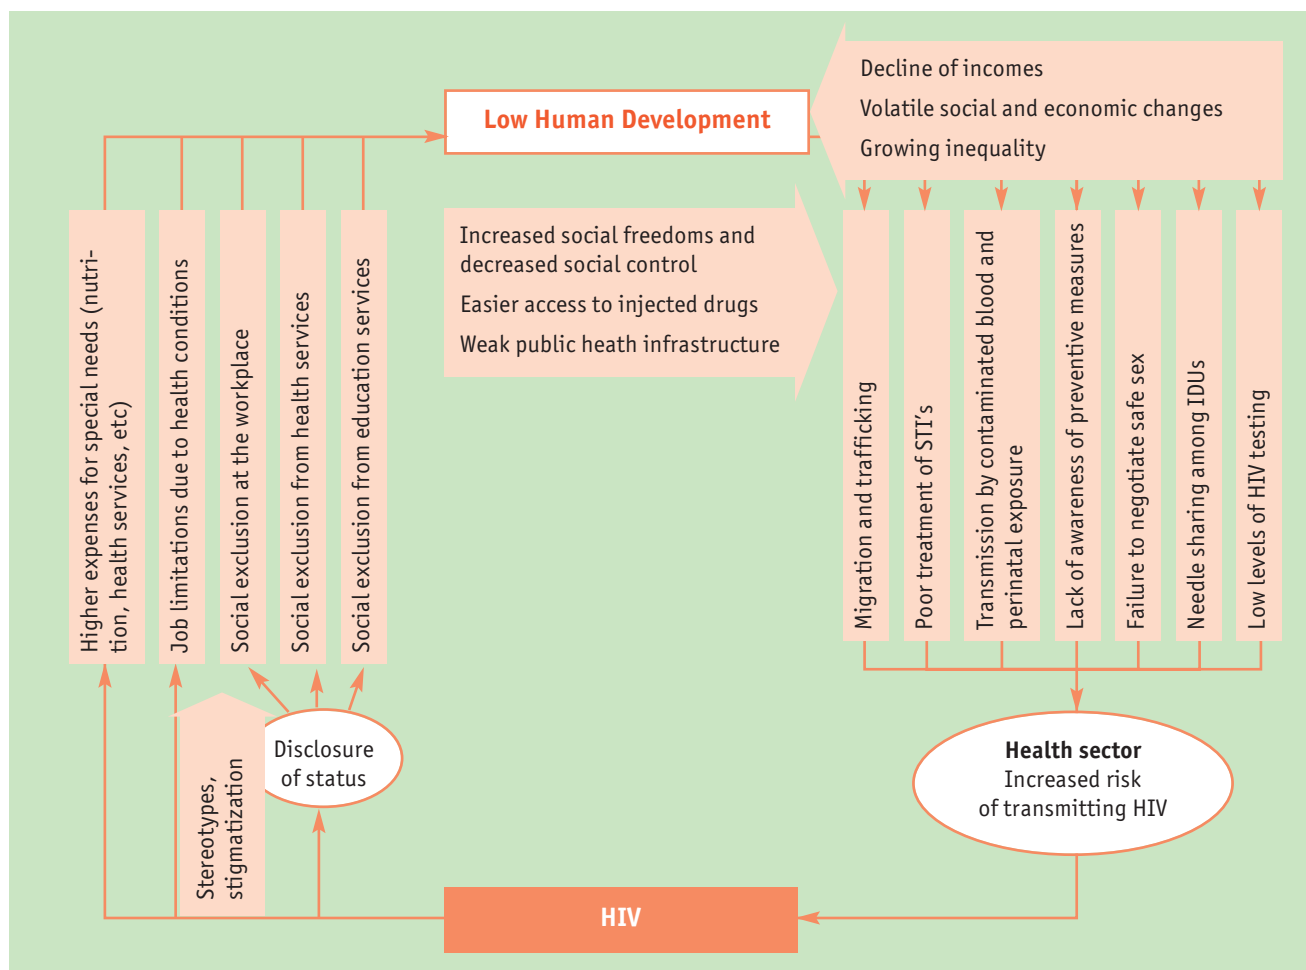 Low Human Development
Decline of incomes
Volatile social and economic changes
Growing inequality
Increased social freedoms and
decreased social control
Easier access to injected drugs
Weak public heath infrastructure
Higher expenses for special needs (nutri-
tion, health services, etc)
Job limitations due to health conditions
Social exclusion at the workplace
Social exclusion from health services
Social exclusion from education services
Migration and trafficking
Poor treatment of STI's
Transmission by contaminated blood and
perinatal exposure
Lack of awareness of preventive measures
Failure to negotiate safe sex
Needle sharing among IDUs
Low levels of HIV testing
Stereotypes,
stigmatization
Disclosure
of status
Health sector
Increased risk
of transmitting HIV
HIV